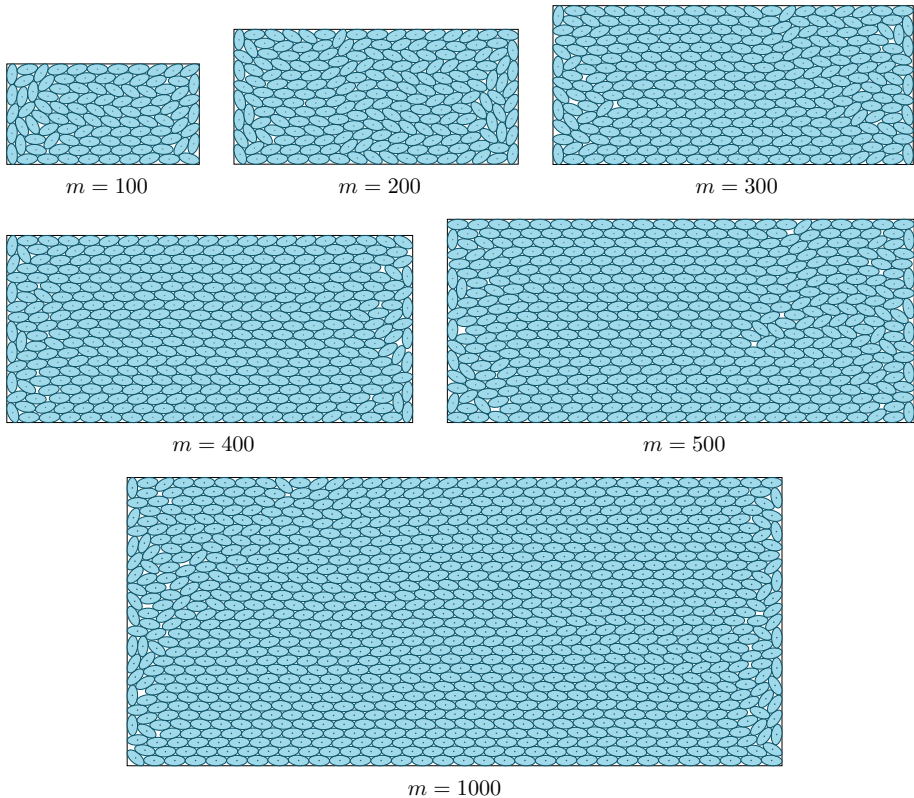 m = 100
m = 200
m = 300
m = 400
m = 500
m = 1000